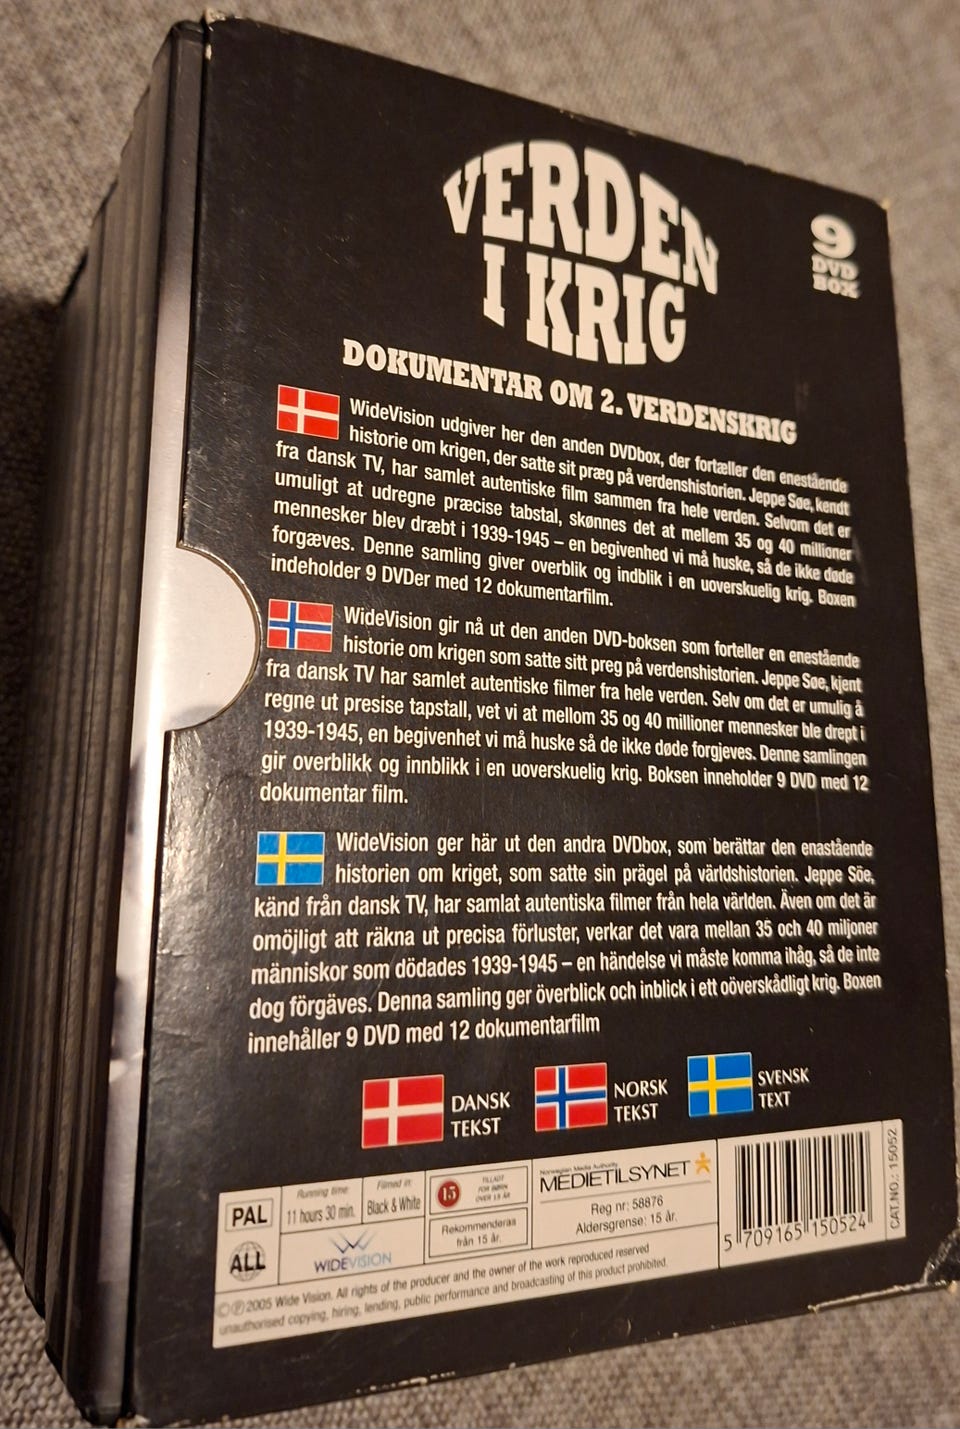 VERDEN
I KRIG
9
DVD
BOX
DOKUMENTAR OM 2. VERDENSKRIG
WideVision udgiver her den anden DVDbox, der fortæller den enestående
historie om krigen, der satte sit præg på verdenshistorien. Jeppe Søe, kendt
fra dansk TV, har samlet autentiske film sammen fra hele verden. Selvom det er
umuligt at udregne præcise tabstal, skønnes det at mellem 35 og 40 millioner
mennesker blev dræbt i 1939-1945 – en begivenhed vi må huske, så de ikke døde
forgæves. Denne samling giver overblik og indblik i en uoverskuelig krig. Boxen
indeholder 9 DVDer med 12 dokumentarfilm.
WideVision gir nå ut den anden DVD-boksen som forteller en enestående
historie om krigen som satte sitt preg på verdenshistorien. Jeppe Søe, kjent
fra dansk TV har samlet autentiske filmer fra hele verden. Selv om det er umulig å
regne ut presise tapstall, vet vi at mellom 35 og 40 millioner mennesker ble drept i
1939-1945, en begivenhet vi må huske så de ikke døde forgjeves. Denne samlingen
gir overblikk og innblikk i en uoverskuelig krig. Boksen inneholder 9 DVD med 12
dokumentar film.
WideVision ger här ut den andra DVDbox, som berättar den enastående
historien om kriget, som satte sin prägel på världshistorien. Jeppe Söe,
känd från dansk TV, har samlat autentiska filmer från hela världen. Även om det är
omöjligt att räkna ut precisa förluster, verkar det vara mellan 35 och 40 miljoner
människor som dödades 1939-1945 – en händelse vi måste komma ihåg, så de inte
dog förgäves. Denna samling ger överblick och inblick i ett oöverskådligt krig. Boxen
innehåller 9 DVD med 12 dokumentarfilm
DANSK
TEKST
NORSK
TEKST
SVENSK
TEXT
PAL
ALL
Running time:
11 hours 30 min.
Filmed in:
Black & White
WIDEVISION
15
TILLADT
FOR BØRN
OVER 15 ÅR
Rekommenderas
från 15 år.
Norwegian Media Authority
MEDIETILSYNET
Reg nr: 58876
Aldersgrense: 15 år.
5 709165 150524
CAT.NO.: 15052
©℗2005 Wide Vision. All rights of the producer and the owner of the work reproduced reserved
unauthorised copying, hiring, lending, public performance and broadcasting of this product prohibited.